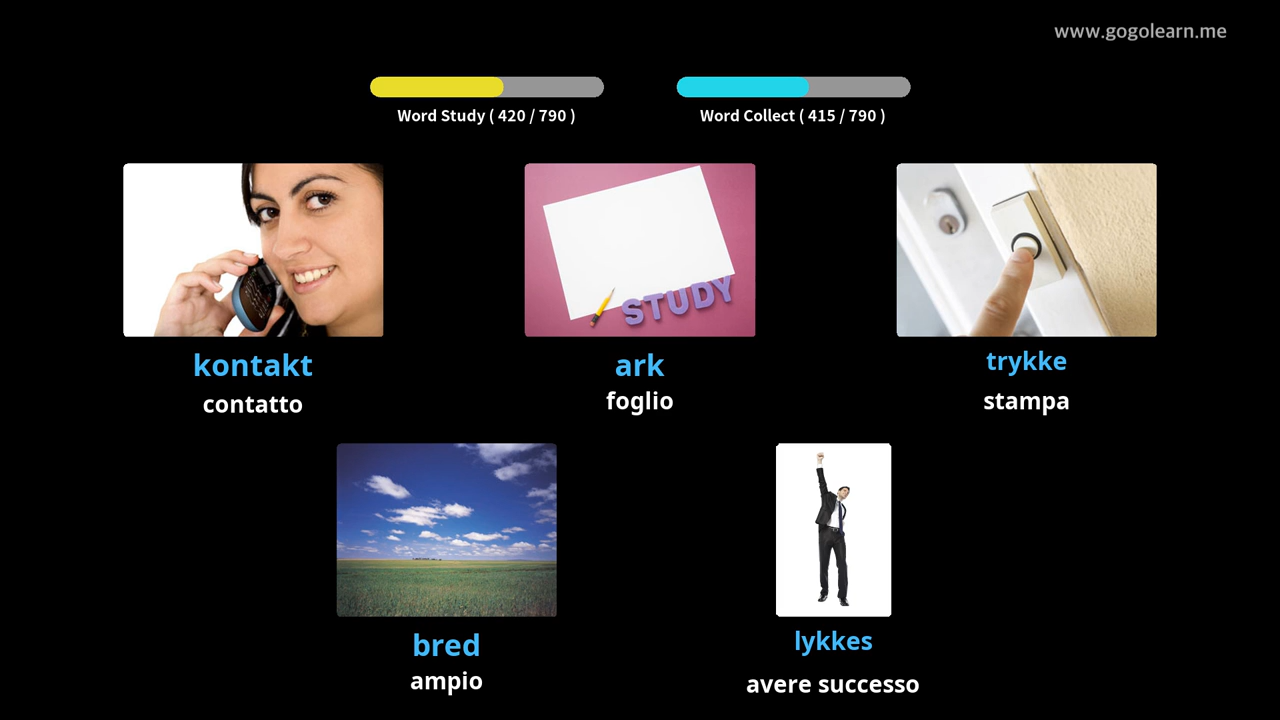 www.gogolearn.me
Word Study ( 420 / 790 )
Word Collect ( 415 / 790 )
STUDY
kontakt
contatto
ark
foglio
trykke
stampa
bred
ampio
lykkes
avere successo